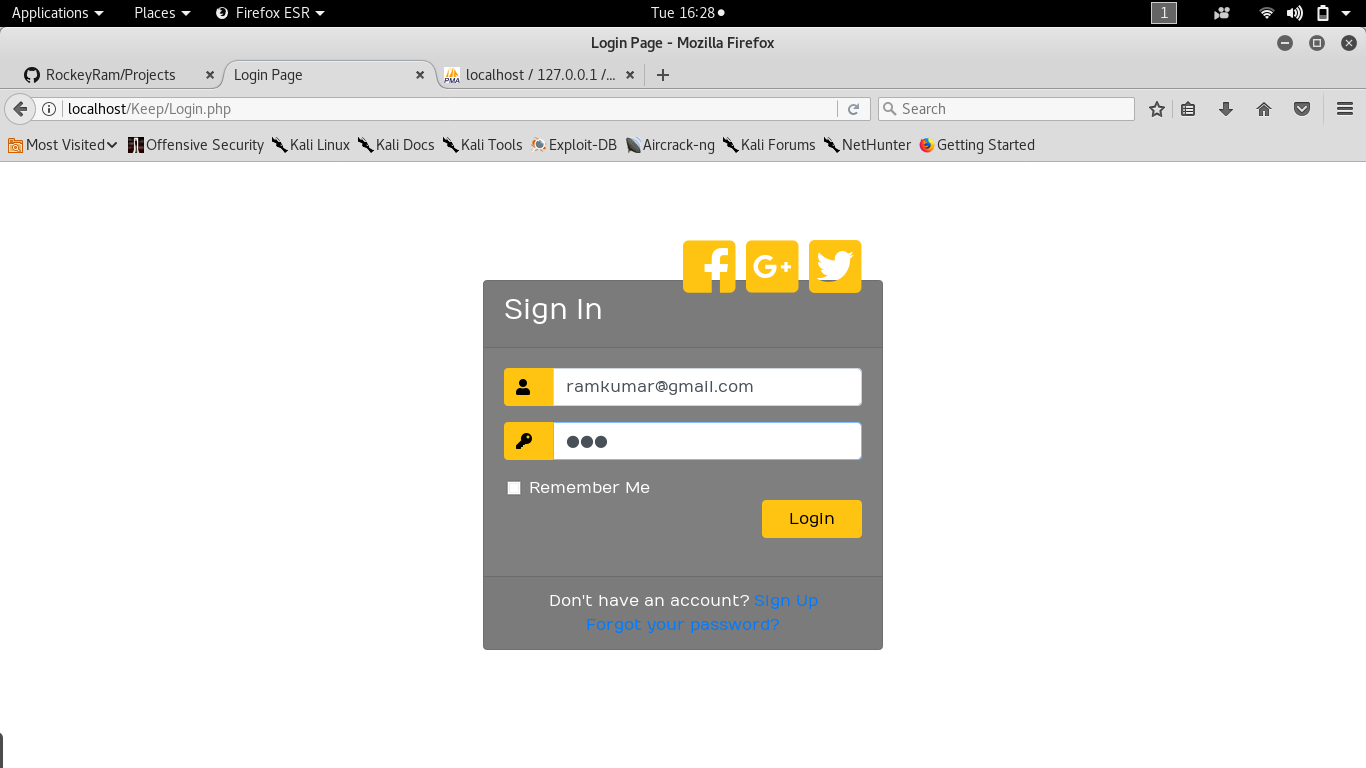 Applications Places Firefox ESR Tue 16:28 1
Login Page - Mozilla Firefox
RockeyRam/Projects Login Page PMA localhost / 127.0.0.1 /...
localhost/Keep/Login.php Search
Most Visited Offensive Security Kali Linux Kali Docs Kali Tools Exploit-DB Aircrack-ng Kali Forums NetHunter Getting Started
Sign In
ramkumar@gmail.com
Remember Me
Login
Don't have an account? Sign Up
Forgot your password?